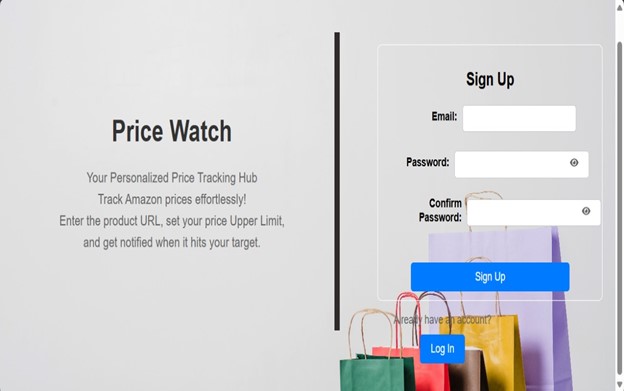 Price Watch
Your Personalized Price Tracking Hub
Track Amazon prices effortlessly!
Enter the product URL, set your price Upper Limit,
and get notified when it hits your target.
Sign Up
Email:
Password:
Confirm
Password:
Sign Up
Already have an account?
Log In